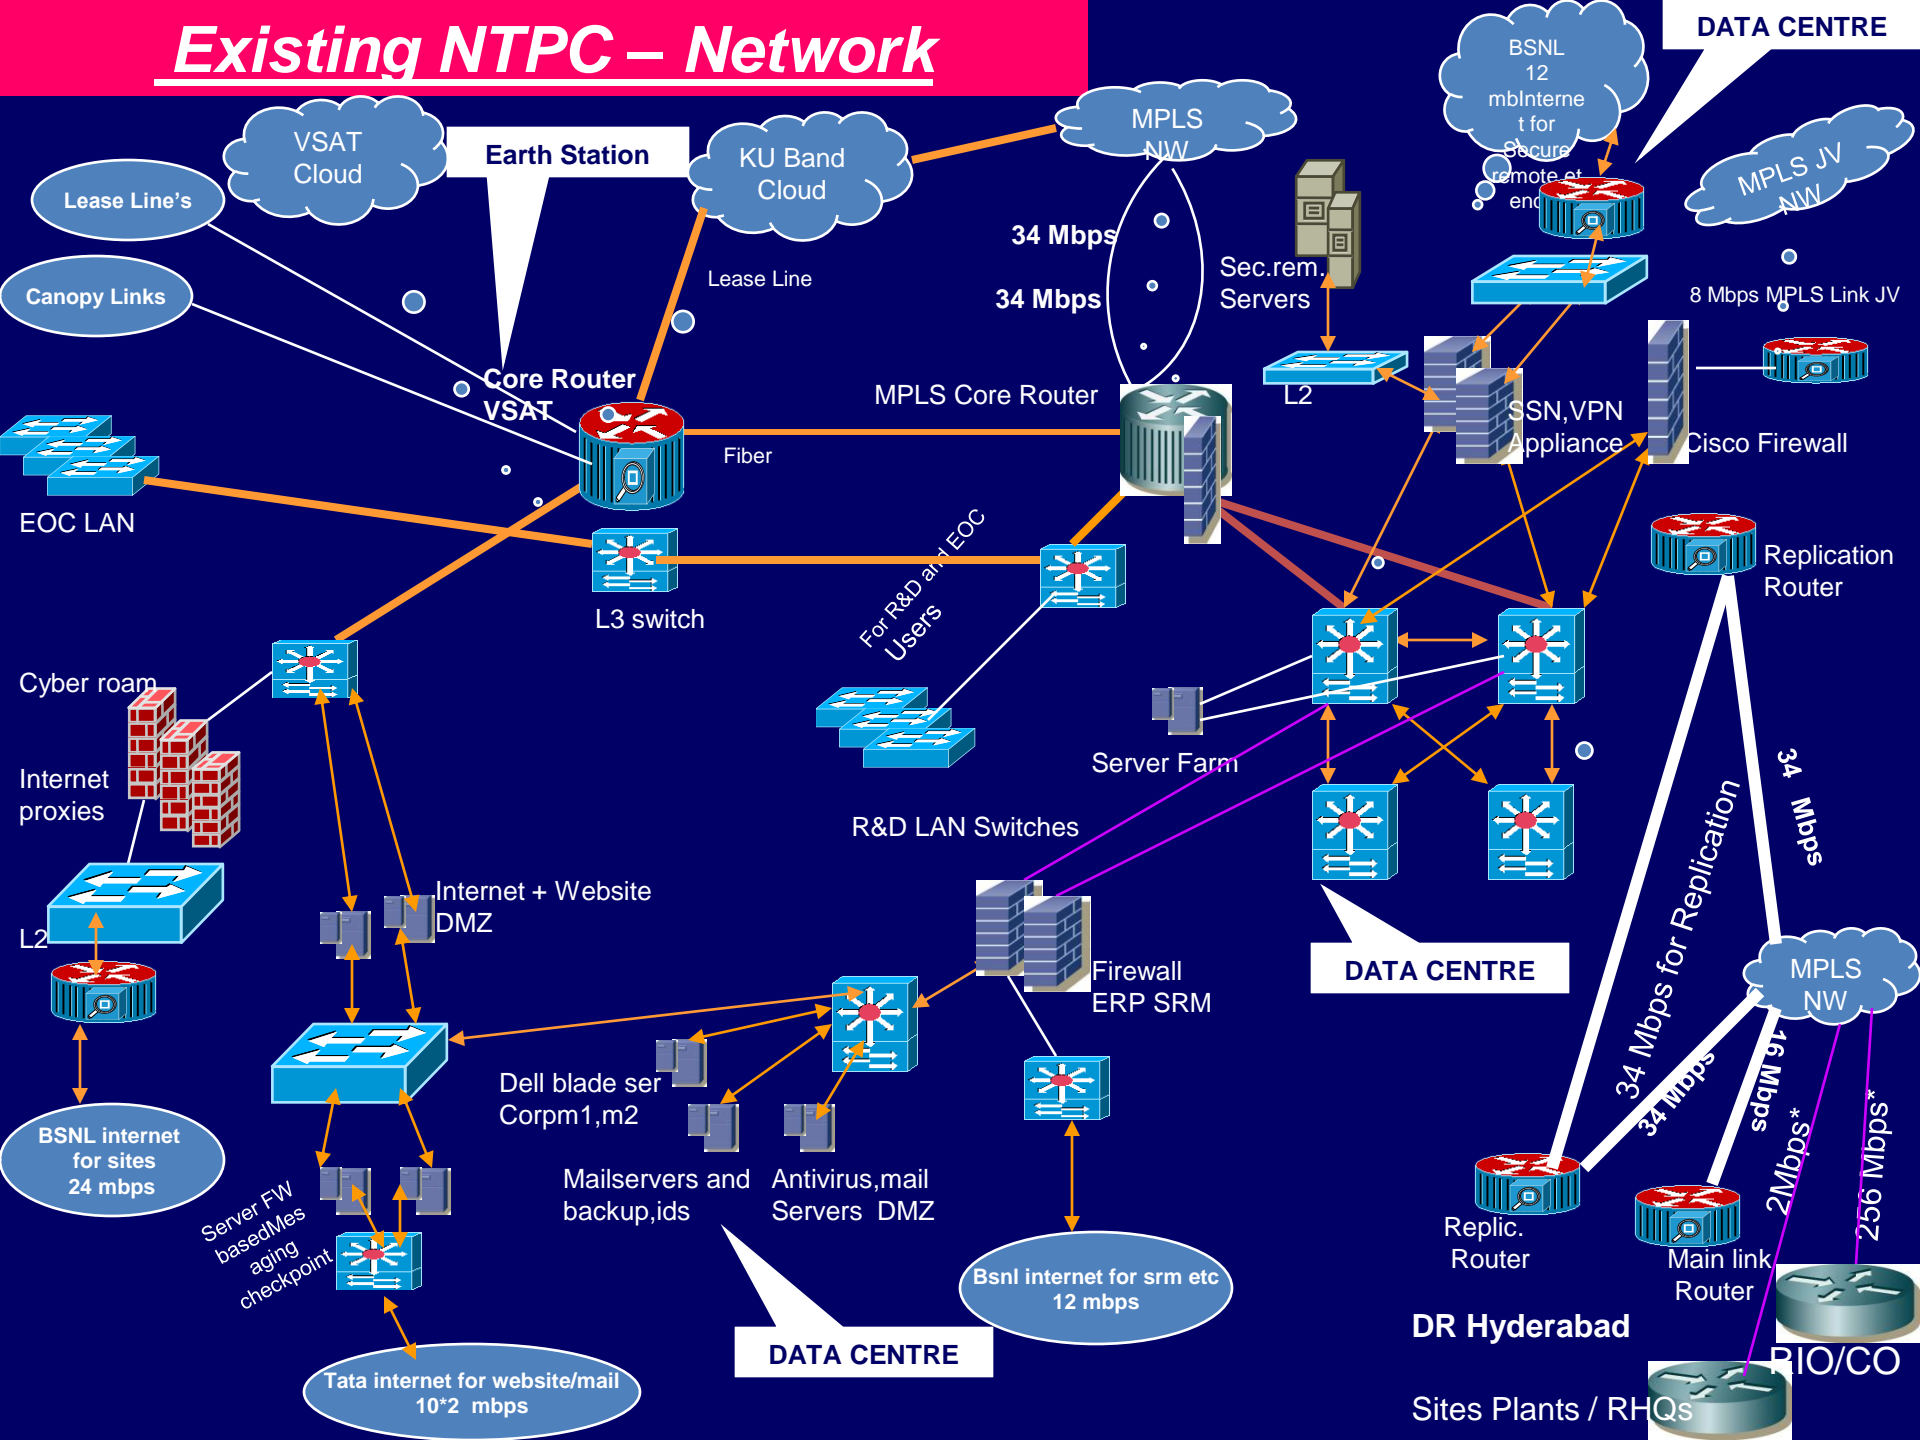 Existing NTPC – Network
DATA CENTRE
BSNL
12
mbInterne
t for
Secure
remote et
enc
VSAT
Cloud
Earth Station
KU Band
Cloud
MPLS
NW
MPLS JV
NW
Lease Line's
34 Mbps
Sec.rem.
Servers
Lease Line
Canopy Links
34 Mbps
8 Mbps MPLS Link JV
Core Router
VSAT
MPLS Core Router
L2
SSN,VPN
Appliance
Cisco Firewall
Fiber
EOC LAN
For R&D and EOC
Users
Replication
Router
L3 switch
Cyber roam
Internet
proxies
Server Farm
34 Mbps
R&D LAN Switches
34 Mbps for Replication
Internet + Website
DMZ
L2
Firewall
ERP SRM
DATA CENTRE
MPLS
NW
Dell blade ser
Corpm1,m2
34 Mbps
16 Mbps
2Mbps*
256 Mbps*
BSNL internet
for sites
24 mbps
Server FW
basedMes
aging
checkpoint
Mailservers and
backup,ids
Antivirus,mail
Servers DMZ
Replic.
Router
Main link
Router
Bsnl internet for srm etc
12 mbps
DR Hyderabad
DATA CENTRE
RIO/CO
Tata internet for website/mail
10*2 mbps
Sites Plants / RHQs